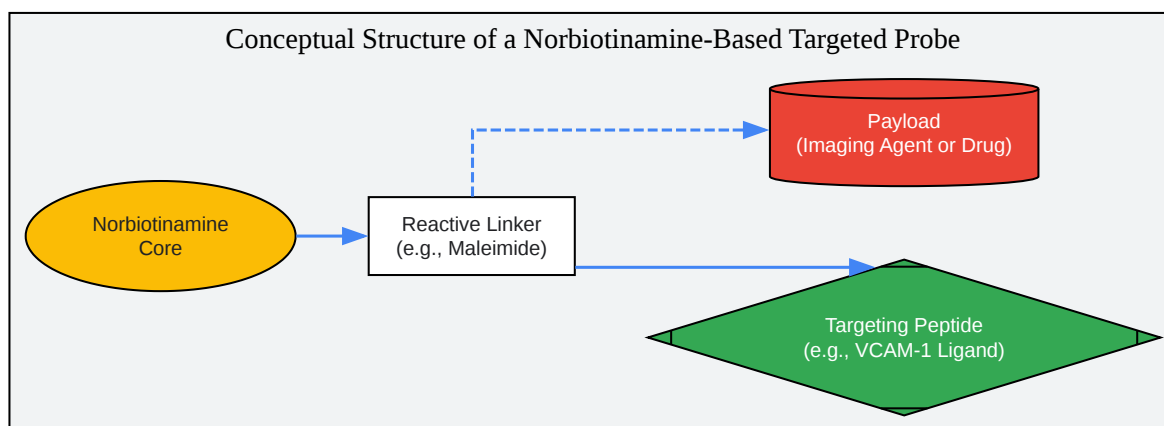 Conceptual Structure of a Norbiotinamine-Based Targeted Probe
Payload
(Imaging Agent or Drug)
Norbiotinamine
Core
Reactive Linker
(e.g., Maleimide)
Targeting Peptide
(e.g., VCAM-1 Ligand)